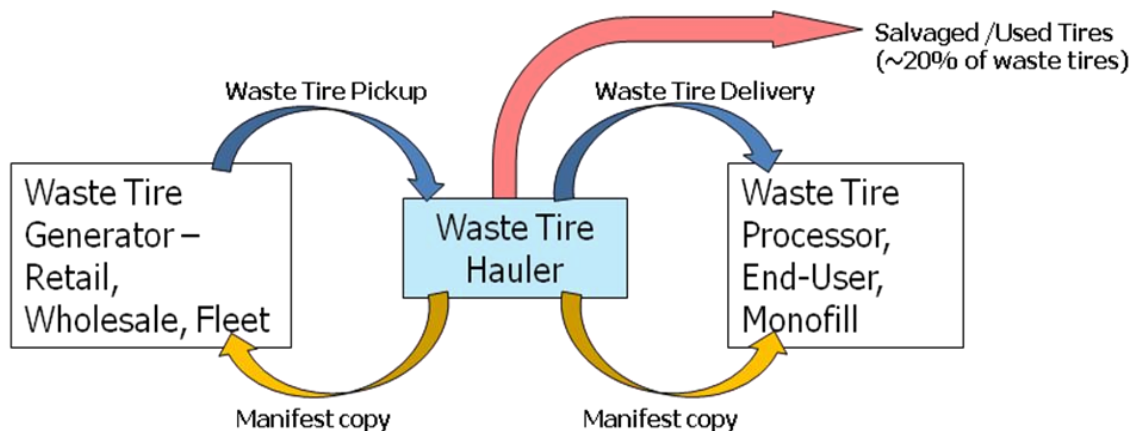 Salvaged /Used Tires
(~20% of waste tires)
Waste Tire Pickup
Waste Tire Delivery
Waste Tire
Generator –
Retail,
Wholesale, Fleet
Waste Tire
Hauler
Waste Tire
Processor,
End-User,
Monofill
Manifest copy
Manifest copy